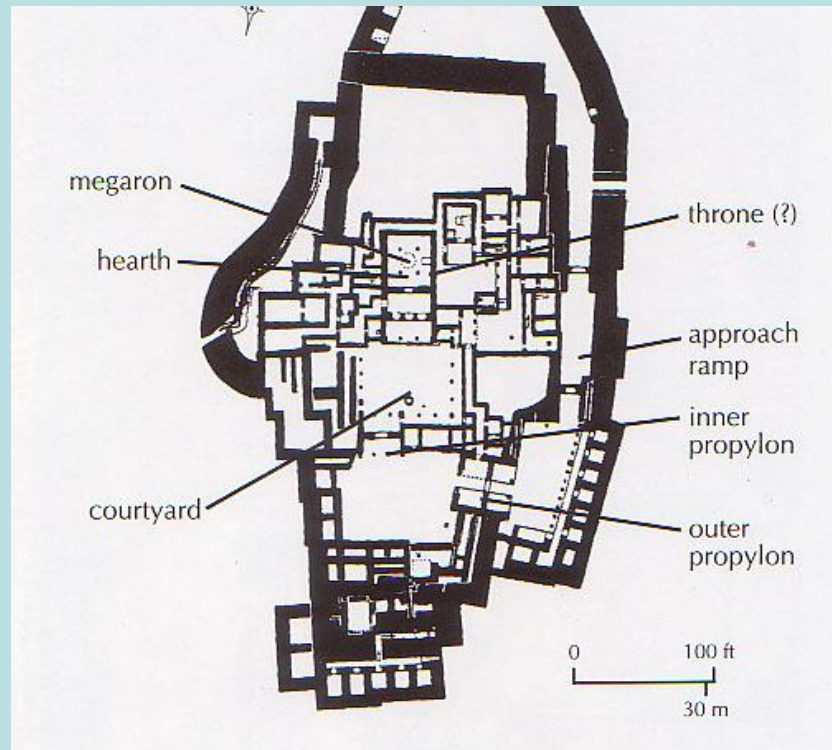 megaron
throne (?)
hearth
approach
ramp
inner
propylon
courtyard
outer
propylon
0 100 ft
30 m